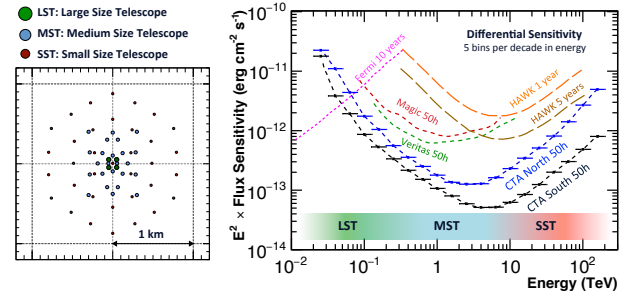 LST: Large Size Telescope
MST: Medium Size Telescope
SST: Small Size Telescope
1 km
E² × Flux Sensitivity (erg cm⁻² s⁻¹)
10⁻¹⁰
10⁻¹¹
10⁻¹²
10⁻¹³
10⁻¹⁴
Differential Sensitivity
5 bins per decade in energy
Fermi 10 years
HAWK 1 year
HAWK 5 years
Magic 50h
Veritas 50h
CTA North 50h
CTA South 50h
LST
MST
SST
10⁻²
10⁻¹
1
10
10²
Energy (TeV)